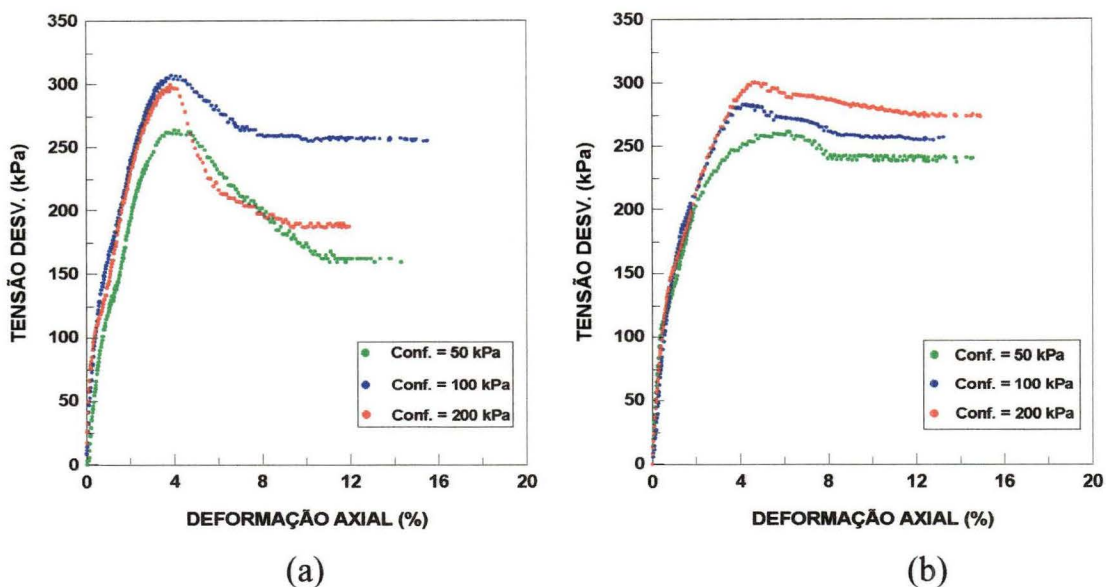 350
300
250
200
150
100
50
0
TENSÃO DESV. (kPa)
Conf. = 50 kPa
Conf. = 100 kPa
Conf. = 200 kPa
0 4 8 12 16 20
DEFORMAÇÃO AXIAL (%)
(a)
350
300
250
200
150
100
50
0
TENSÃO DESV. (kPa)
Conf. = 50 kPa
Conf. = 100 kPa
Conf. = 200 kPa
0 4 8 12 16 20
DEFORMAÇÃO AXIAL (%)
(b)